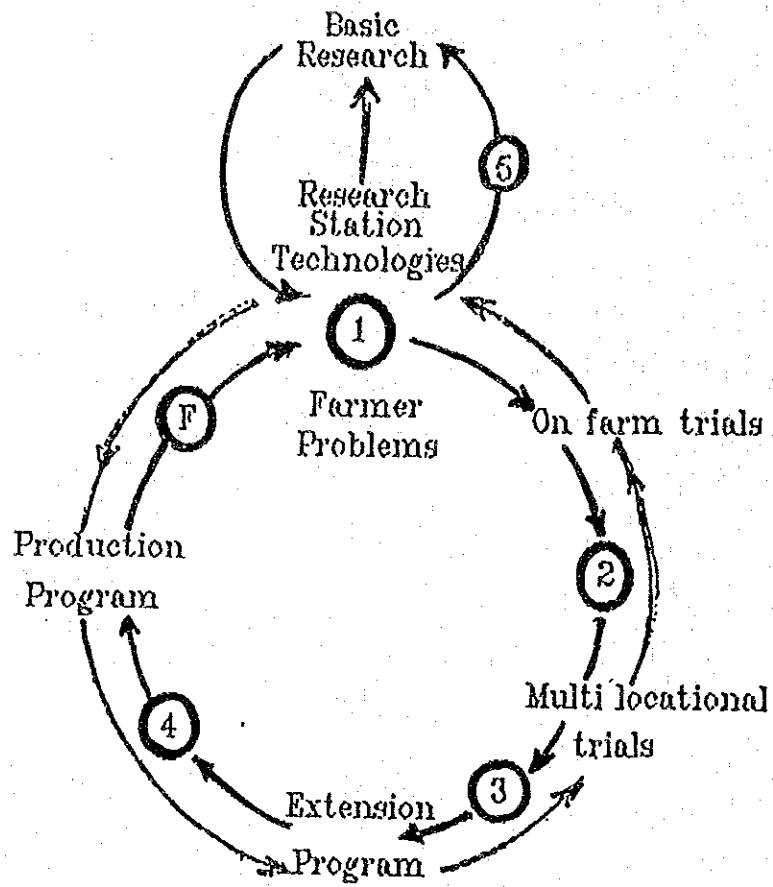 Basic
Research
5
Research
Station
Technologies
1
F
Farmer
Problems
On farm trials
Production
Program
2
Multi locational
trials
4
3
Extension
Program